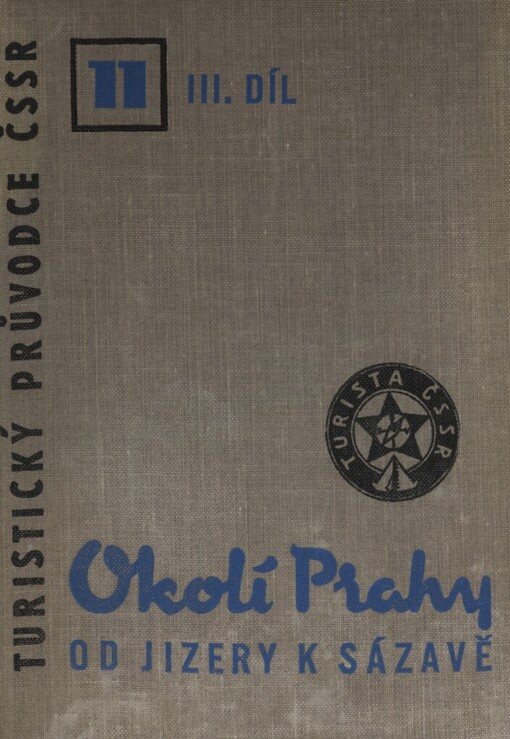 TURISTICKÝ PRŮVODCE ČSSR
11 III. DÍL
TURISTA ČSSR
Okolí Prahy
OD JIZERY K SÁZAVĚ